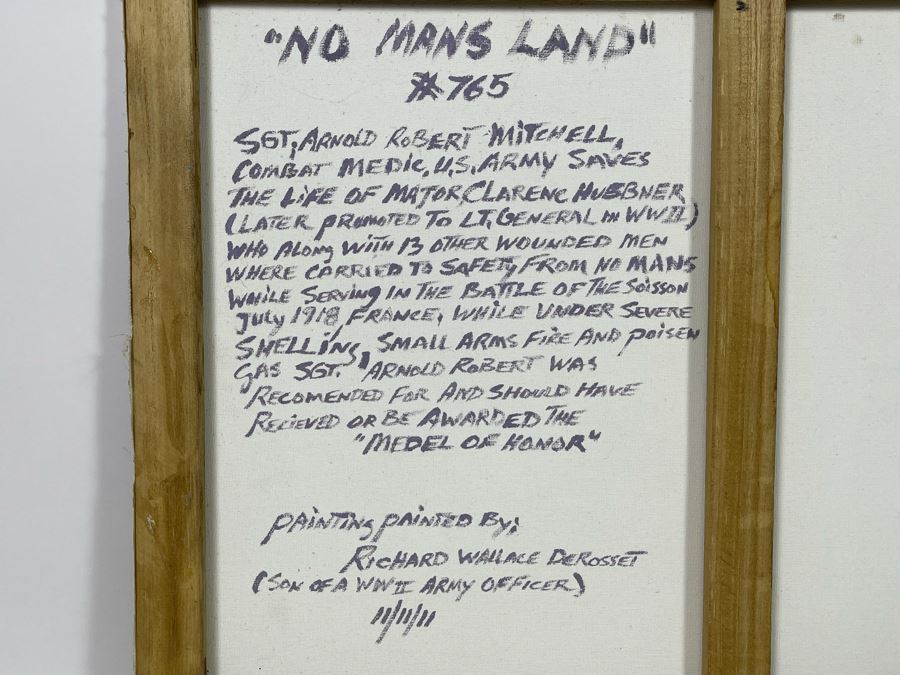 "NO MANS LAND"
#765
SGT, ARNOLD ROBERT MITCHELL,
COMBAT MEDIC, U.S. ARMY SAVES
THE LIFE OF MAJOR CLARENC HUBBNER
(LATER PROMOTED TO LT, GENERAL IN WWII)
WHO ALONG WITH 13 OTHER WOUNDED MEN
WHERE CARRIED TO SAFETY FROM NO MANS
WHILE SERVING IN THE BATTLE OF THE SOISSON
July 1918, FRANCE, WHILE UNDER SEVERE
SHELLING, SMALL ARMS FIRE AND POISEN
GAS SGT. ARNOLD ROBERT WAS
RECOMENDED FOR AND SHOULD HAVE
RECIEVED OR BE AWARDED THE
"MEDEL OF HONOR"
PAINTING PAINTED BY;
RICHARD WALLACE DEROSSET
(SON OF A WWII ARMY OFFICER)
11/11/11